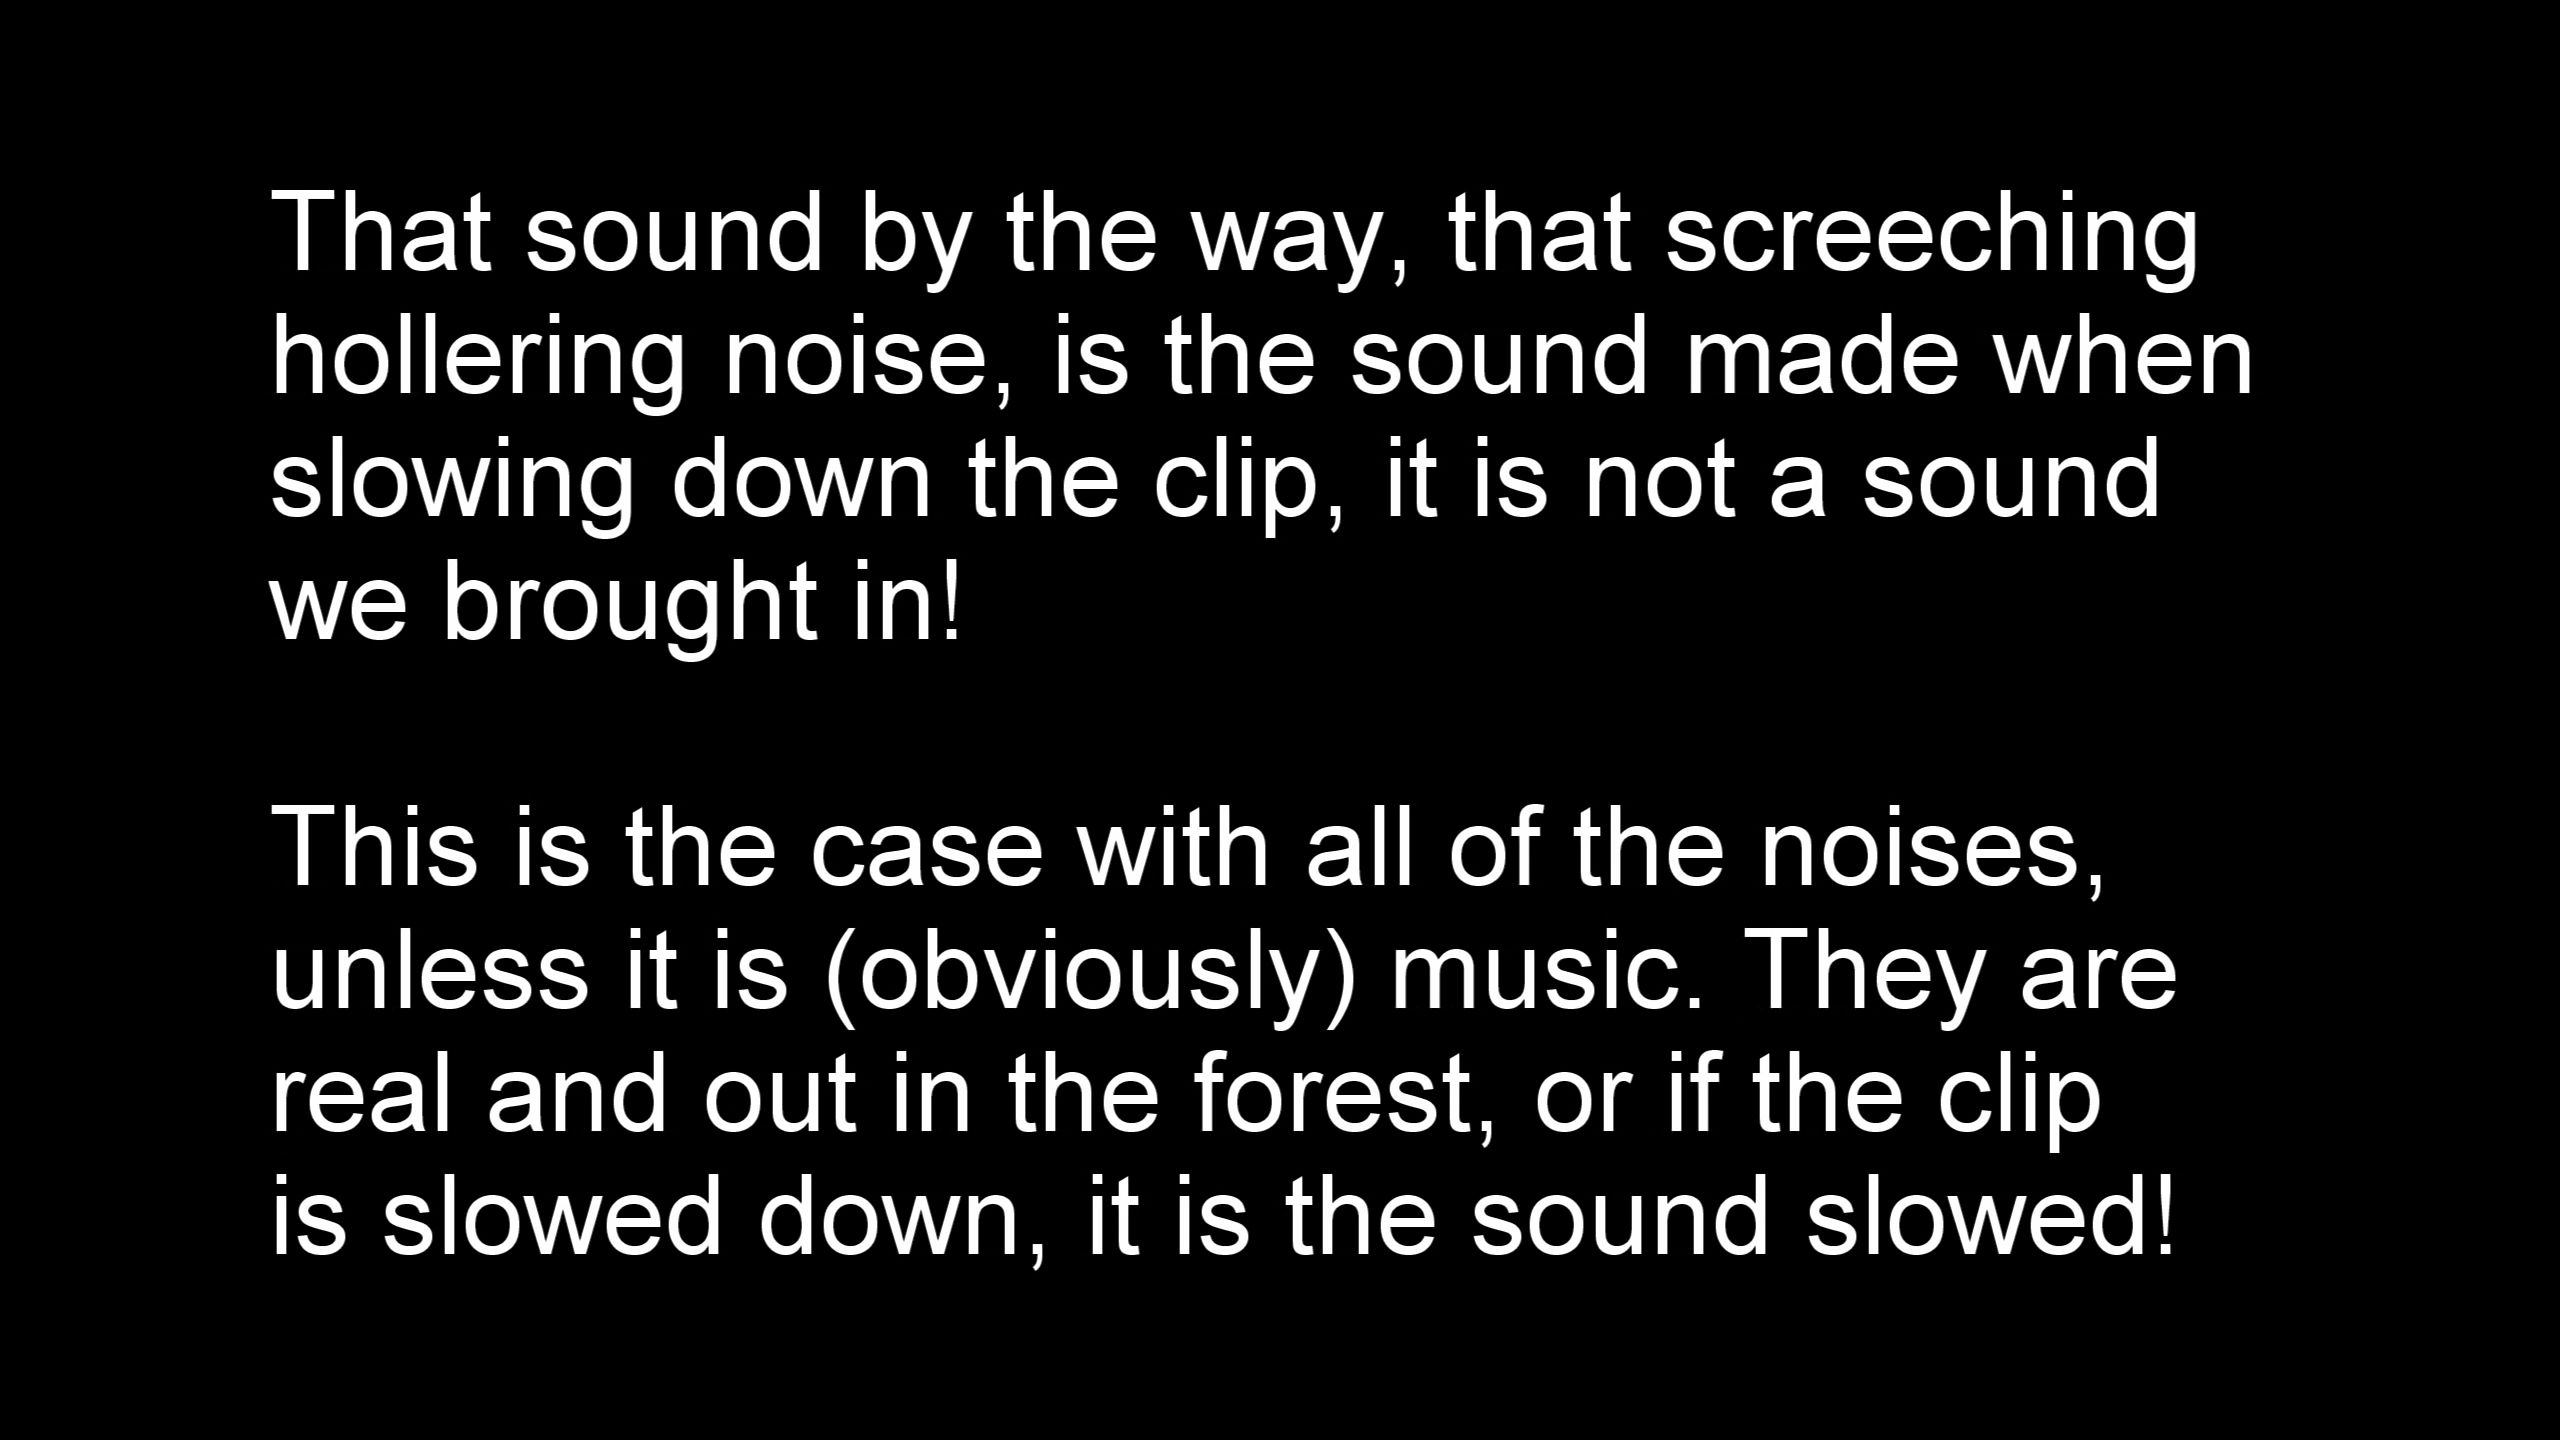 That sound by the way, that screeching
hollering noise, is the sound made when
slowing down the clip, it is not a sound
we brought in!
This is the case with all of the noises,
unless it is (obviously) music. They are
real and out in the forest, or if the clip
is slowed down, it is the sound slowed!